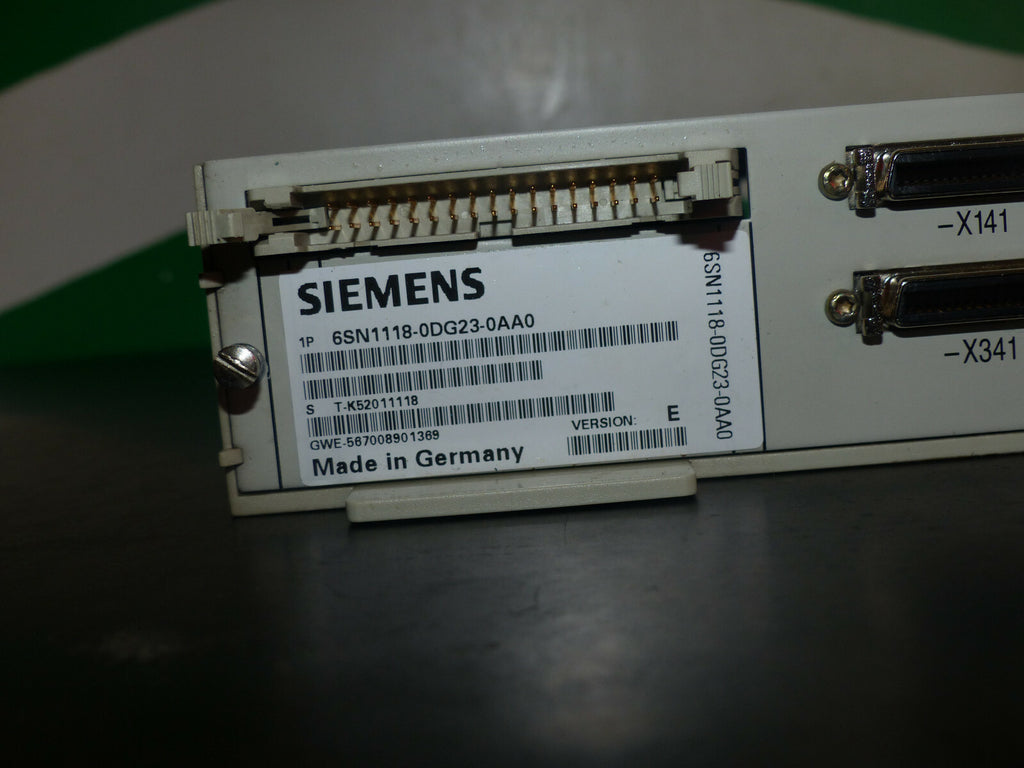 SIEMENS
1P 6SN1118-0DG23-0AA0
S T-K52011118
GWE-567008901369
VERSION: E
Made in Germany
6SN1118-0DG23-0AA0
-X141
-X341